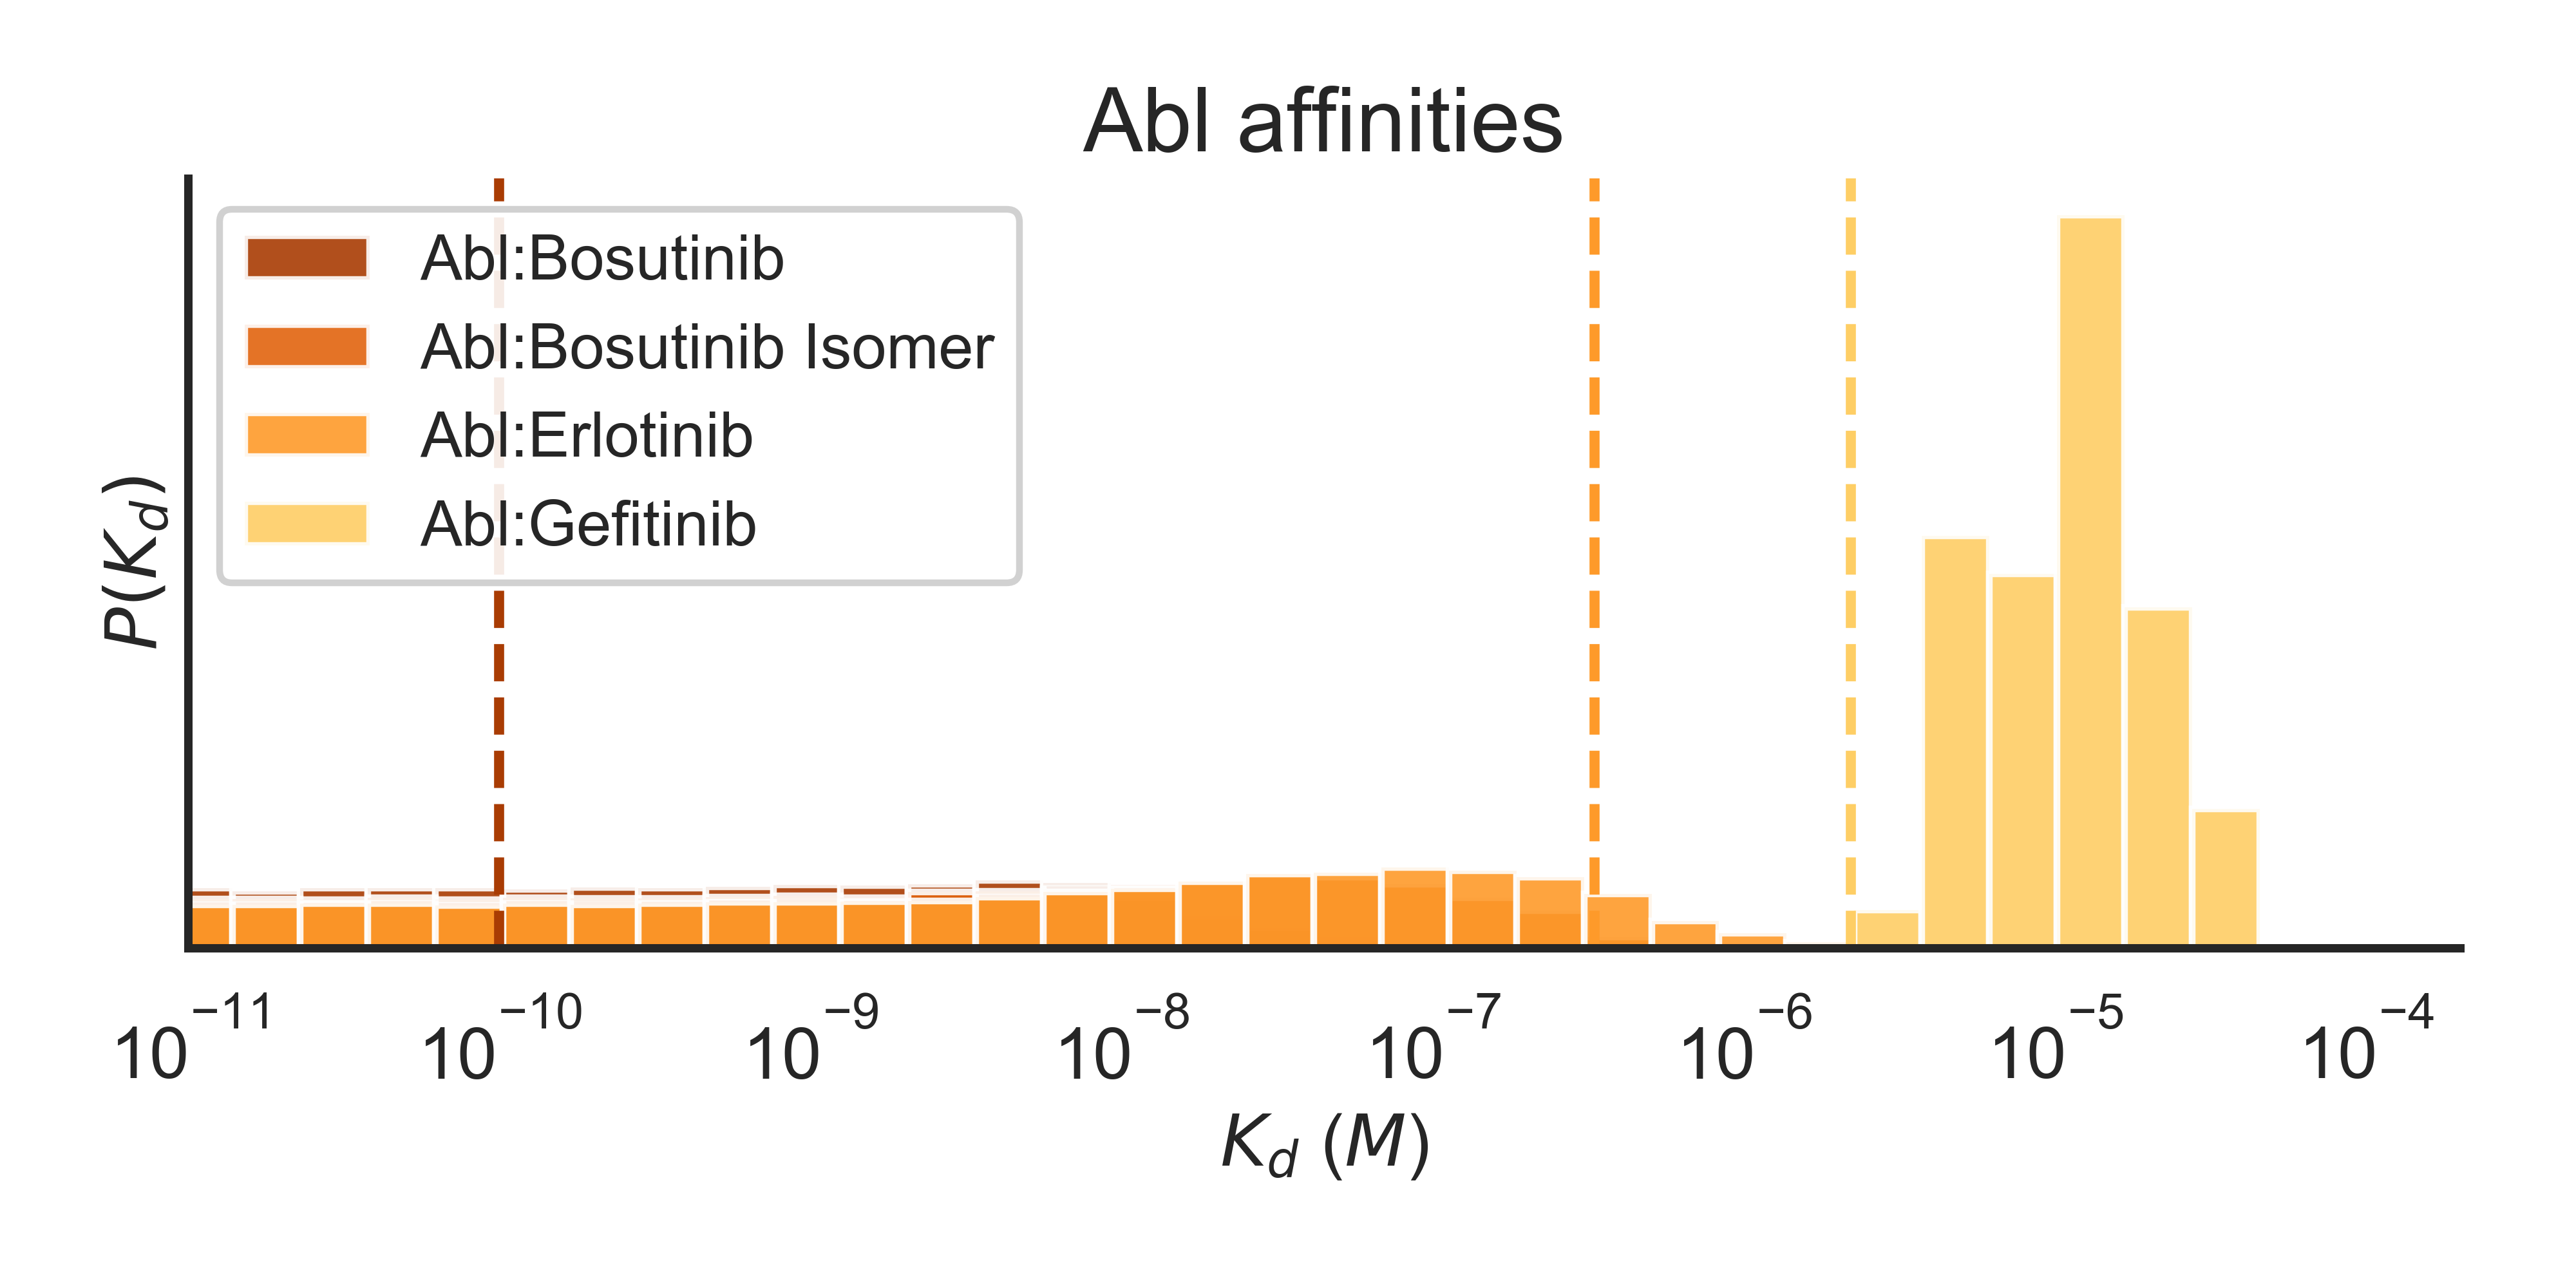 Abl affinities
Abl:Bosutinib
Abl:Bosutinib Isomer
Abl:Erlotinib
Abl:Gefitinib
P(K_d)
10^−11 10^−10 10^−9 10^−8 10^−7 10^−6 10^−5 10^−4
K_d (M)